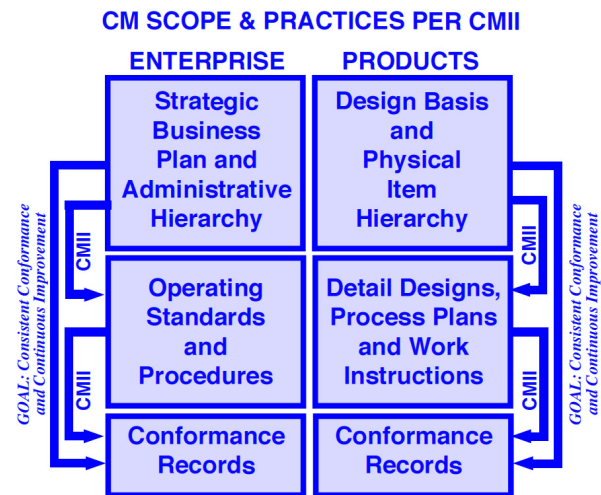 CM SCOPE & PRACTICES PER CMII
ENTERPRISE
PRODUCTS
Strategic
Business
Plan and
Administrative
Hierarchy
Design Basis
and
Physical
Item
Hierarchy
GOAL: Consistent Conformance
and Continuous Improvement
CMII
CMII
GOAL: Consistent Conformance
and Continuous Improvement
Operating
Standards
and
Procedures
Detail Designs,
Process Plans
and Work
Instructions
CMII
CMII
Conformance
Records
Conformance
Records